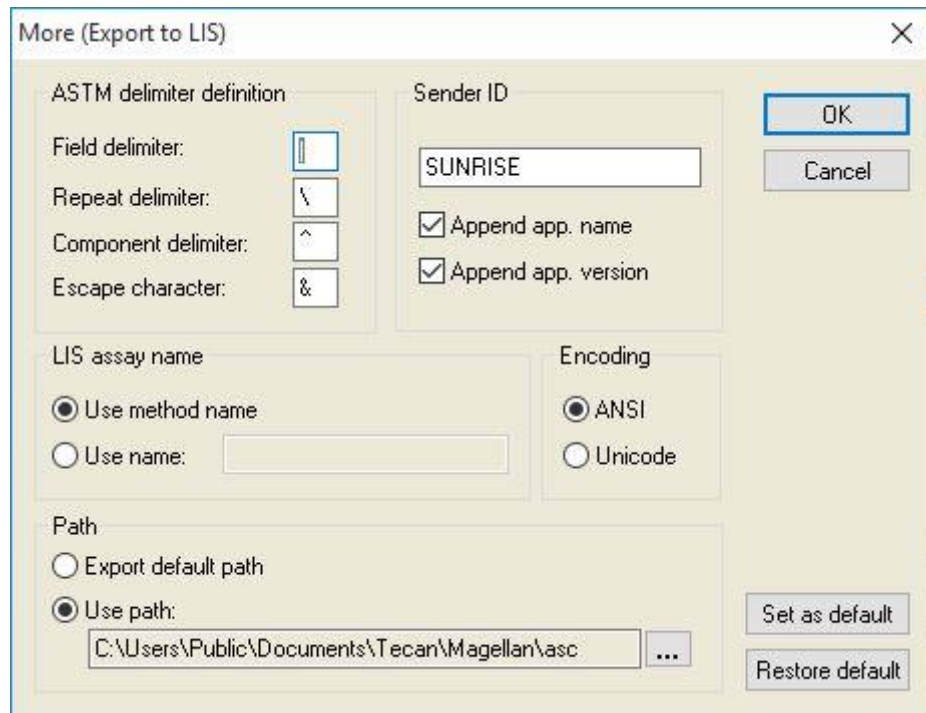 More (Export to LIS)
ASTM delimiter definition
Field delimiter: |
Repeat delimiter: \
Component delimiter: ^
Escape character: &
Sender ID
SUNRISE
Append app. name
Append app. version
OK
Cancel
LIS assay name
Use method name
Use name:
Encoding
ANSI
Unicode
Path
Export default path
Use path:
C:\Users\Public\Documents\Tecan\Magellan\asc
...
Set as default
Restore default